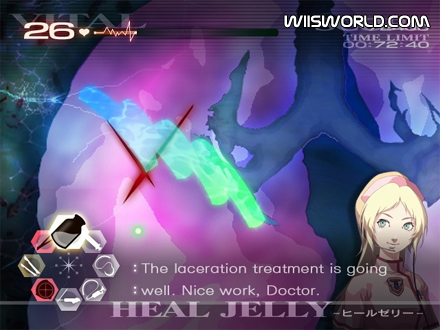 VITAL
WIISWORLD.COM
26
TIME LIMIT
00:72:40
: The laceration treatment is going
: well. Nice work, Doctor.
HEAL JELLY -ヒールゼリー-